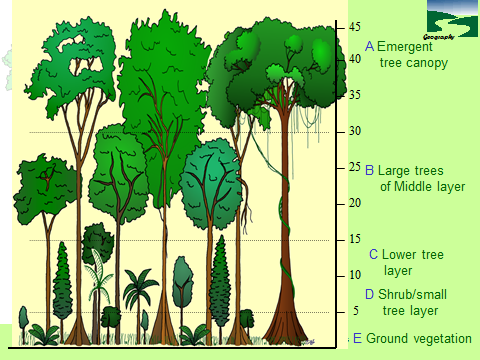 Geography
45
A Emergent
tree canopy
40
35
30
25
B Large trees
of Middle layer
20
15
C Lower tree
layer
10
D Shrub/small
tree layer
5
E Ground vegetation